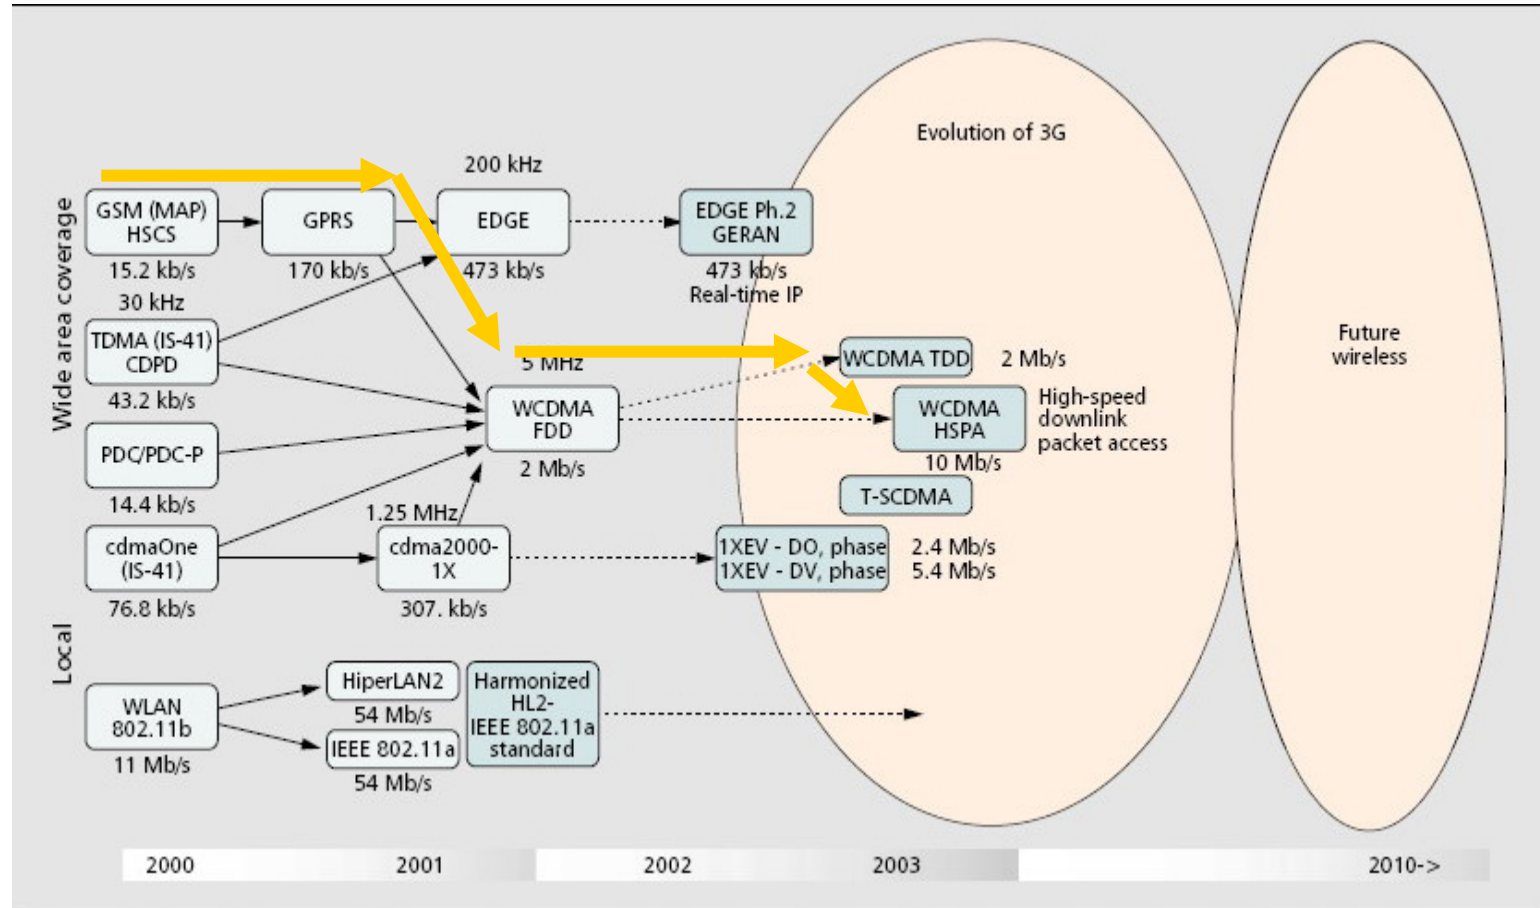 Evolution of 3G
200 kHz
GSM (MAP)
HSCS
15.2 kb/s
GPRS
170 kb/s
EDGE
473 kb/s
EDGE Ph.2
GERAN
473 kb/s
Real-time IP
Wide area coverage
30 kHz
TDMA (IS-41)
CDPD
43.2 kb/s
5 MHz
WCDMA
FDD
2 Mb/s
WCDMA TDD
2 Mb/s
WCDMA
HSPA
10 Mb/s
High-speed
downlink
packet access
Future
wireless
PDC/PDC-P
14.4 kb/s
T-SCDMA
1.25 MHz
cdmaOne
(IS-41)
76.8 kb/s
cdma2000-
1X
307. kb/s
1XEV - DO, phase
1XEV - DV, phase
2.4 Mb/s
5.4 Mb/s
Local
WLAN
802.11b
11 Mb/s
HiperLAN2
54 Mb/s
IEEE 802.11a
54 Mb/s
Harmonized
HL2-
IEEE 802.11a
standard
2000
2001
2002
2003
2010->